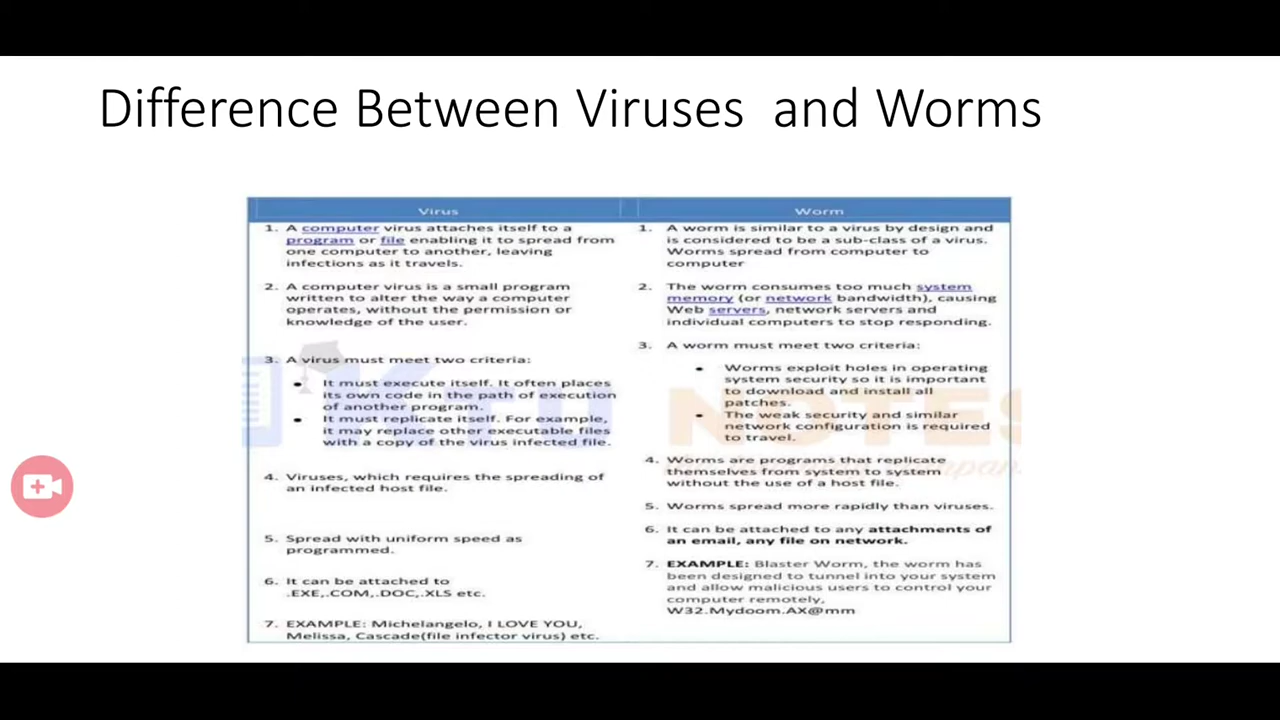 Difference Between Viruses and Worms
Virus
1. A computer virus attaches itself to a
program or file enabling it to spread from
one computer to another, leaving
infections as it travels.
2. A computer virus is a small program
written to alter the way a computer
operates, without the permission or
knowledge of the user.
3. A virus must meet two criteria:
• It must execute itself. It often places
its own code in the path of execution
of another program.
• It must replicate itself. For example,
it may replace other executable files
with a copy of the virus infected file.
4. Viruses, which requires the spreading of
an infected host file.
5. Spread with uniform speed as
programmed.
6. It can be attached to
.EXE,.COM,.DOC,.XLS etc.
7. EXAMPLE: Michelangelo, I LOVE YOU,
Melissa, Cascade(file infector virus) etc.
Worm
1. A worm is similar to a virus by design and
is considered to be a sub-class of a virus.
Worms spread from computer to
computer
2. The worm consumes too much system
memory (or network bandwidth), causing
Web servers, network servers and
individual computers to stop responding.
3. A worm must meet two criteria:
• Worms exploit holes in operating
system security so it is important
to download and install all
patches.
• The weak security and similar
network configuration is required
to travel.
4. Worms are programs that replicate
themselves from system to system
without the use of a host file.
5. Worms spread more rapidly than viruses.
6. It can be attached to any attachments of
an email, any file on network.
7. EXAMPLE: Blaster Worm, the worm has
been designed to tunnel into your system
and allow malicious users to control your
computer remotely,
W32.Mydoom.AX@mm
NOTES